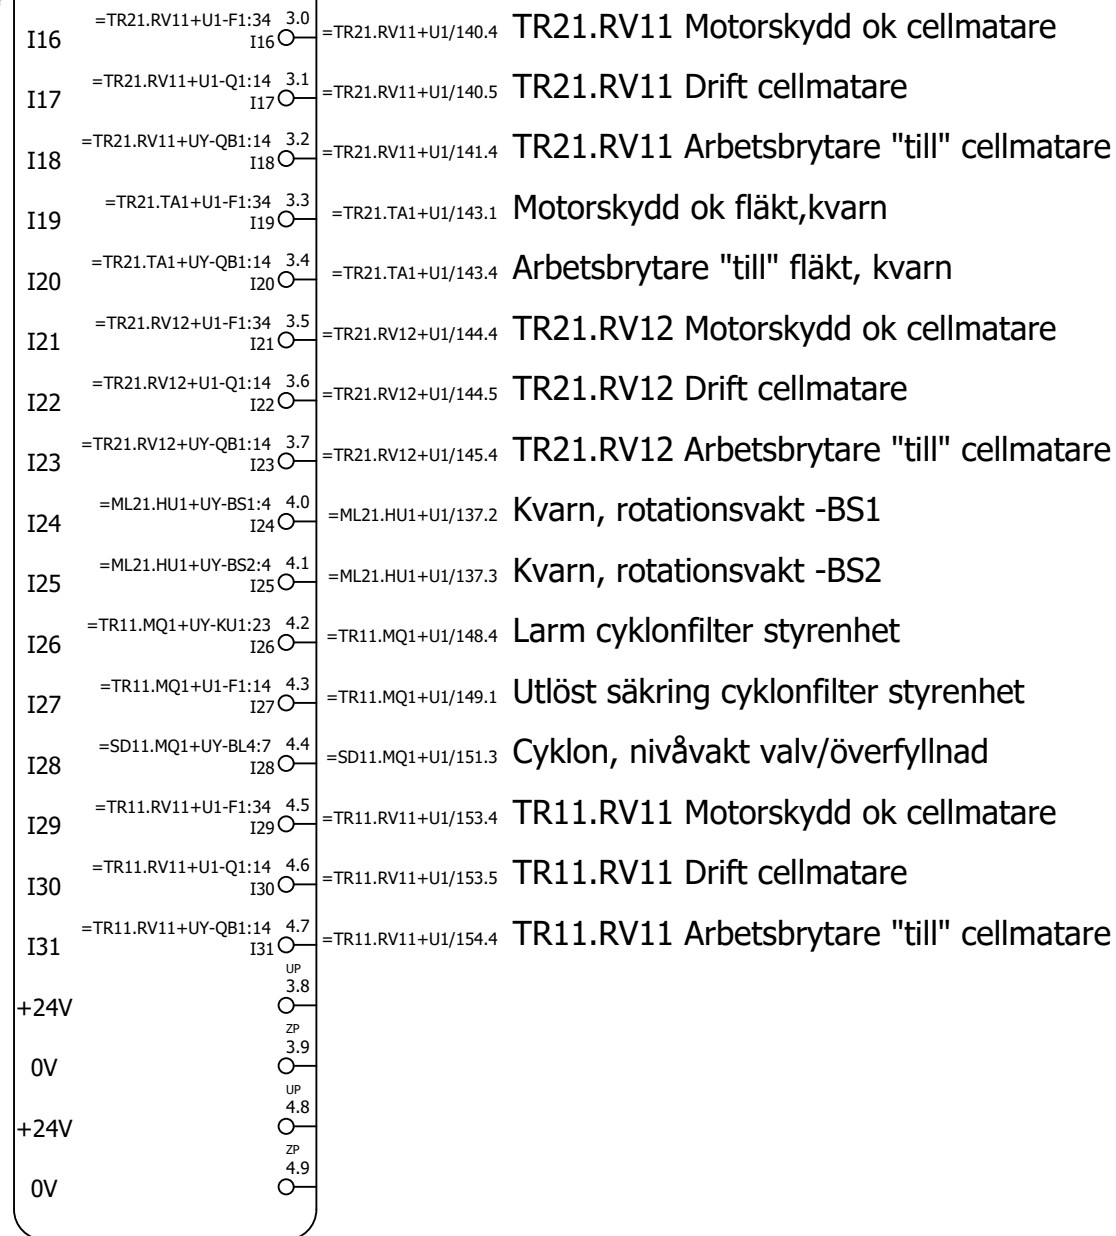 I16 =TR21.RV11+U1-F1:34 3.0 I16 =TR21.RV11+U1/140.4 TR21.RV11 Motorskydd ok cellmatare
I17 =TR21.RV11+U1-Q1:14 3.1 I17 =TR21.RV11+U1/140.5 TR21.RV11 Drift cellmatare
I18 =TR21.RV11+UY-QB1:14 3.2 I18 =TR21.RV11+U1/141.4 TR21.RV11 Arbetsbrytare "till" cellmatare
I19 =TR21.TA1+U1-F1:34 3.3 I19 =TR21.TA1+U1/143.1 Motorskydd ok fläkt,kvarn
I20 =TR21.TA1+UY-QB1:14 3.4 I20 =TR21.TA1+U1/143.4 Arbetsbrytare "till" fläkt, kvarn
I21 =TR21.RV12+U1-F1:34 3.5 I21 =TR21.RV12+U1/144.4 TR21.RV12 Motorskydd ok cellmatare
I22 =TR21.RV12+U1-Q1:14 3.6 I22 =TR21.RV12+U1/144.5 TR21.RV12 Drift cellmatare
I23 =TR21.RV12+UY-QB1:14 3.7 I23 =TR21.RV12+U1/145.4 TR21.RV12 Arbetsbrytare "till" cellmatare
I24 =ML21.HU1+UY-BS1:4 4.0 I24 =ML21.HU1+U1/137.2 Kvarn, rotationsvakt -BS1
I25 =ML21.HU1+UY-BS2:4 4.1 I25 =ML21.HU1+U1/137.3 Kvarn, rotationsvakt -BS2
I26 =TR11.MQ1+UY-KU1:23 4.2 I26 =TR11.MQ1+U1/148.4 Larm cyklonfilter styrenhet
I27 =TR11.MQ1+U1-F1:14 4.3 I27 =TR11.MQ1+U1/149.1 Utlöst säkring cyklonfilter styrenhet
I28 =SD11.MQ1+UY-BL4:7 4.4 I28 =SD11.MQ1+U1/151.3 Cyklon, nivåvakt valv/överfyllnad
I29 =TR11.RV11+U1-F1:34 4.5 I29 =TR11.RV11+U1/153.4 TR11.RV11 Motorskydd ok cellmatare
I30 =TR11.RV11+U1-Q1:14 4.6 I30 =TR11.RV11+U1/153.5 TR11.RV11 Drift cellmatare
I31 =TR11.RV11+UY-QB1:14 4.7 I31 =TR11.RV11+U1/154.4 TR11.RV11 Arbetsbrytare "till" cellmatare
+24V UP 3.8
0V ZP 3.9
+24V UP 4.8
0V ZP 4.9